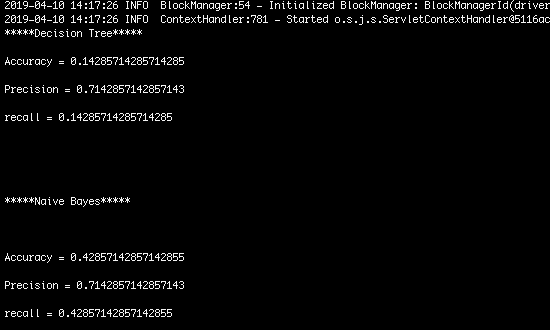 2019-04-10 14:17:26 INFO  BlockManager:54 - Initialized BlockManager: BlockManagerId(driver
2019-04-10 14:17:26 INFO  ContextHandler:781 - Started o.s.j.s.ServletContextHandler@5116ac
*****Decision Tree*****
Accuracy = 0.14285714285714285
Precision = 0.7142857142857143
recall = 0.14285714285714285
*****Naive Bayes*****
Accuracy = 0.42857142857142855
Precision = 0.7142857142857143
recall = 0.42857142857142855